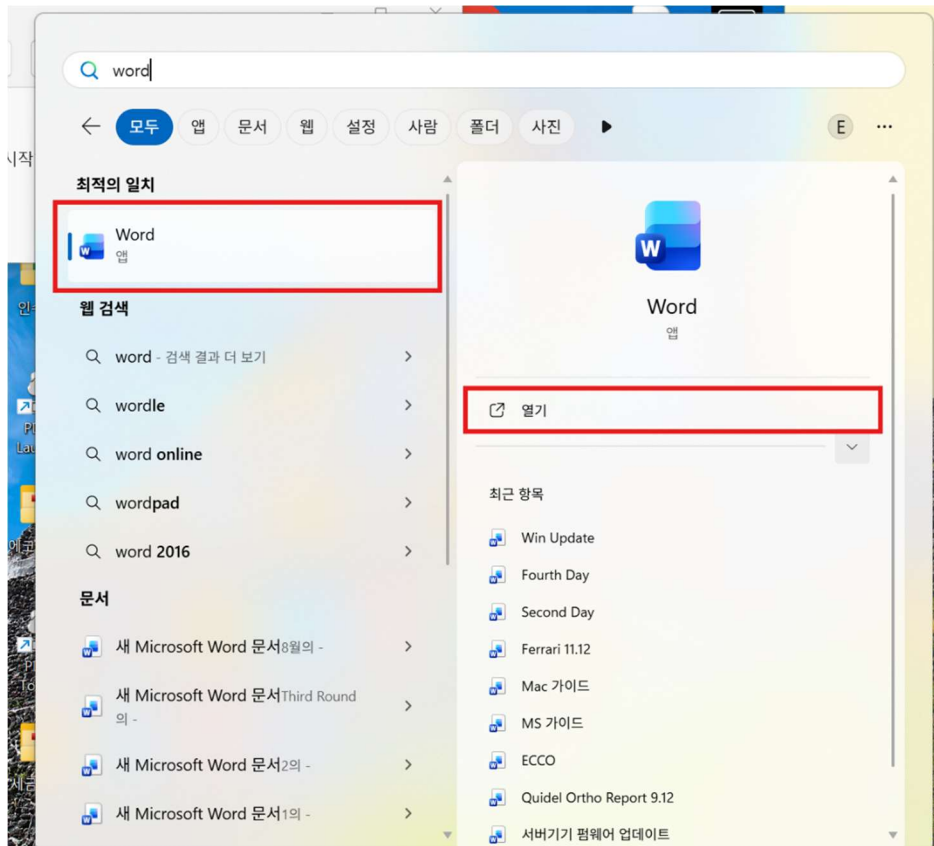 word
모두 앱 문서 웹 설정 사람 폴더 사진 E
시작
최적의 일치
Word
앱
웹 검색
word - 검색 결과 더 보기
wordle
word online
wordpad
word 2016
문서
새 Microsoft Word 문서8월의 -
새 Microsoft Word 문서Third Round
의 -
새 Microsoft Word 문서2의 -
새 Microsoft Word 문서1의 -
W
Word
앱
열기
최근 항목
Win Update
Fourth Day
Second Day
Ferrari 11.12
Mac 가이드
MS 가이드
ECCO
Quidel Ortho Report 9.12
서버기기 펌웨어 업데이트